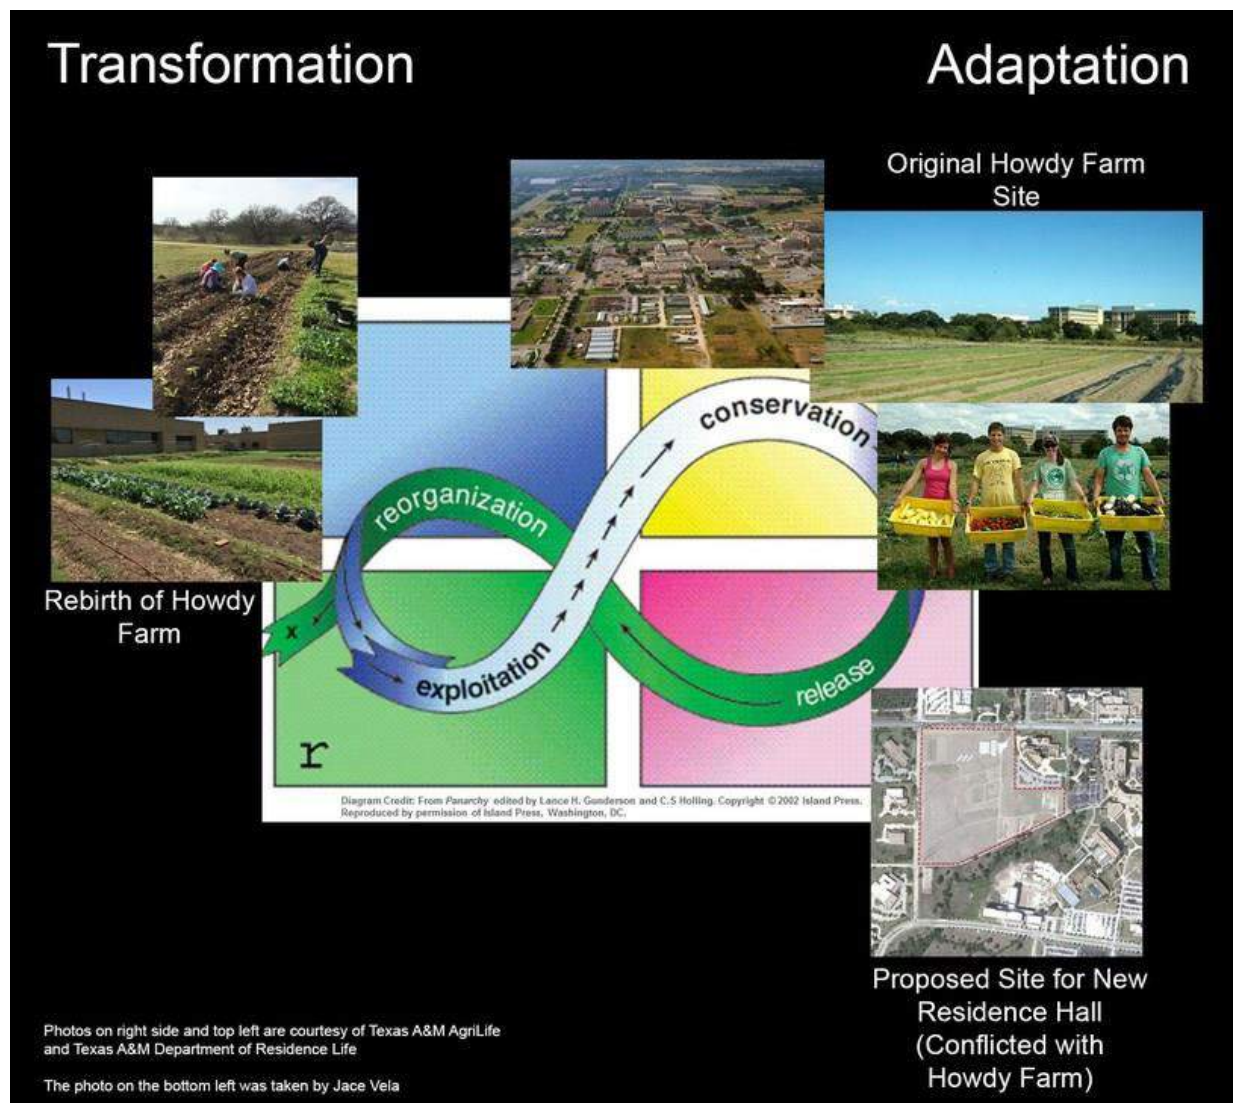 Transformation
Adaptation
Original Howdy Farm
Site
conservation
reorganization
Rebirth of Howdy
Farm
x
exploitation
release
r
Diagram Credit: From Panarchy edited by Lance H. Gunderson and C.S Holling. Copyright © 2002 Island Press.
Reproduced by permission of Island Press, Washington, DC.
Proposed Site for New
Residence Hall
(Conflicted with
Howdy Farm)
Photos on right side and top left are courtesy of Texas A&M AgriLife
and Texas A&M Department of Residence Life
The photo on the bottom left was taken by Jace Vela